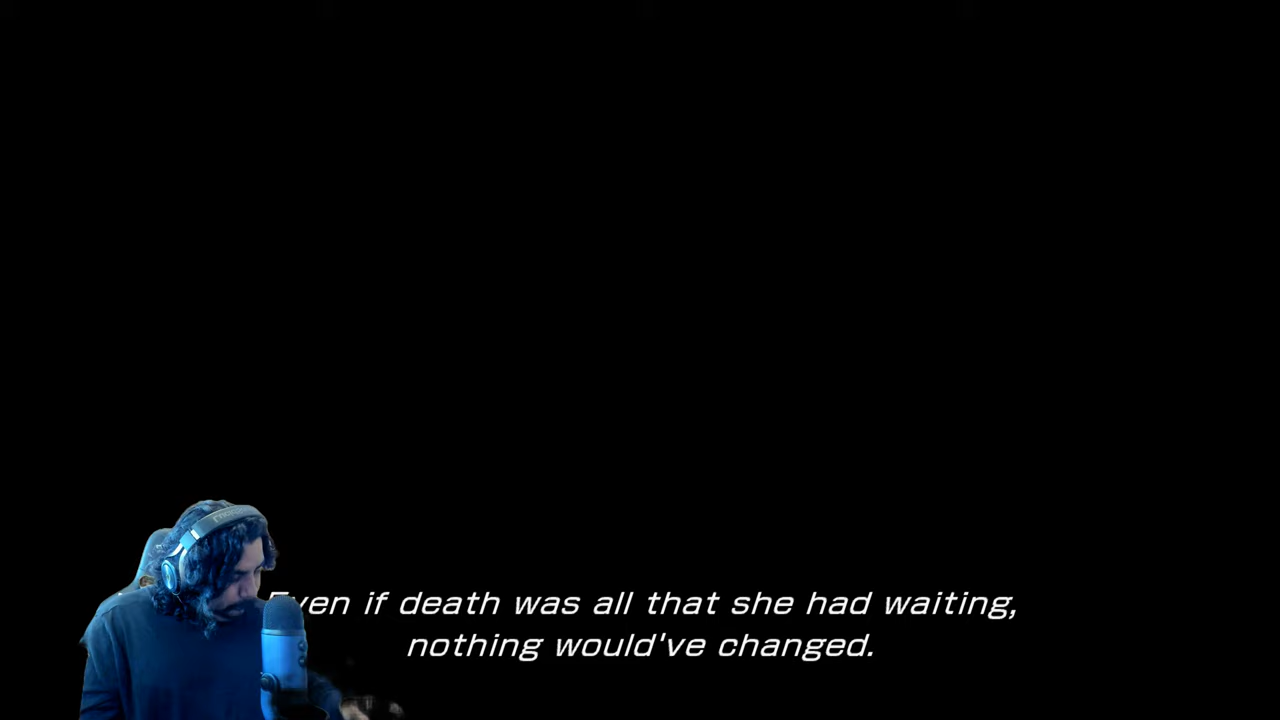 Even if death was all that she had waiting,
nothing would've changed.